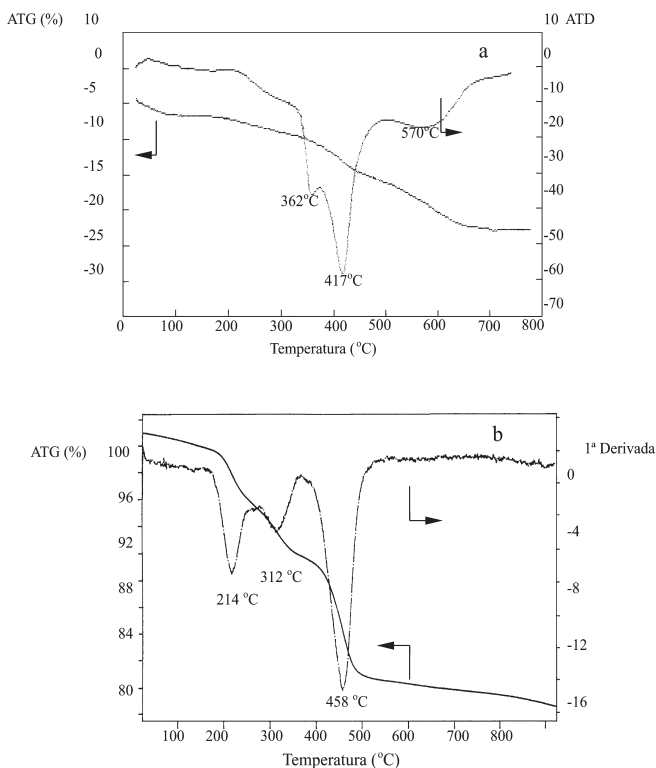 ATG (%) 10 10 ATD
a
0 0
-5 10
-10 -20
570°C
-15 -30
362°C
-20 -40
-25 -50
-30 -60
417°C
-70
0 100 200 300 400 500 600 700 800
Temperatura (°C)
b
ATG (%) 100 1ª Derivada
0
96
-4
92
312 °C
88 -8
214 °C
84
-12
80
458 °C -16
100 200 300 400 500 600 700 800
Temperatura (°C)